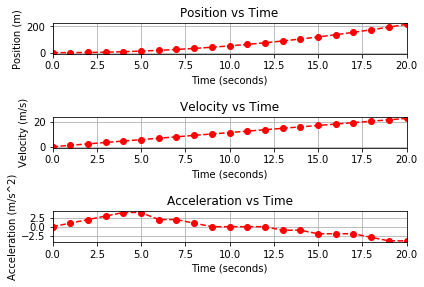 Position vs Time
Position (m)
200
0
0.0 2.5 5.0 7.5 10.0 12.5 15.0 17.5 20.0
Time (seconds)
Velocity vs Time
Velocity (m/s)
20
0
0.0 2.5 5.0 7.5 10.0 12.5 15.0 17.5 20.0
Time (seconds)
Acceleration vs Time
Acceleration (m/s^2)
2.5
0.0
−2.5
0.0 2.5 5.0 7.5 10.0 12.5 15.0 17.5 20.0
Time (seconds)